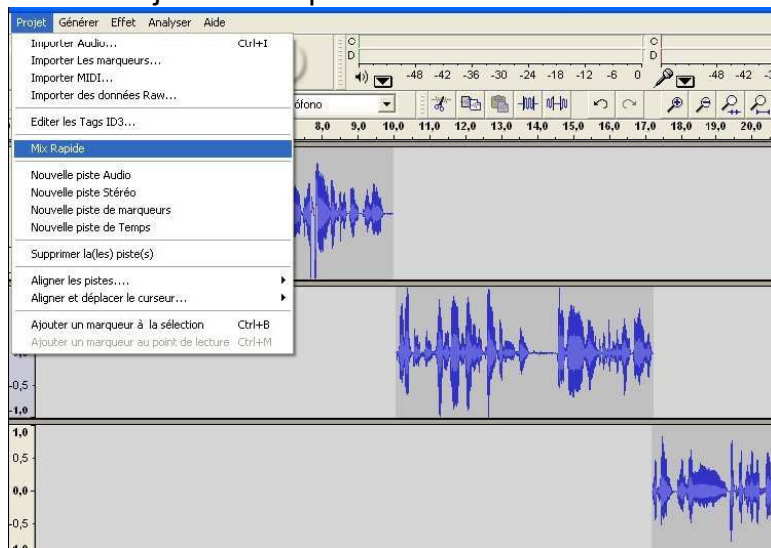 Projet Générer Effet Analyser Aide
Importer Audio... Ctrl+I
Importer Les marqueurs...
Importer MIDI...
Importer des données Raw...
Editer les Tags ID3...
Mix Rapide
Nouvelle piste Audio
Nouvelle piste Stéréo
Nouvelle piste de marqueurs
Nouvelle piste de Temps
Supprimer la(les) piste(s)
Aligner les pistes....
Aligner et déplacer le curseur...
Ajouter un marqueur à la sélection Ctrl+B
Ajouter un marqueur au point de lecture Ctrl+M
O
D
-48 -42 -36 -30 -24 -18 -12 -6 0
O
D
-48 -42
ófono
8,0 9,0 10,0 11,0 12,0 13,0 14,0 15,0 16,0 17,0 18,0 19,0 20,0
-0,5
-1,0
1,0
0,5
0,0
-0,5